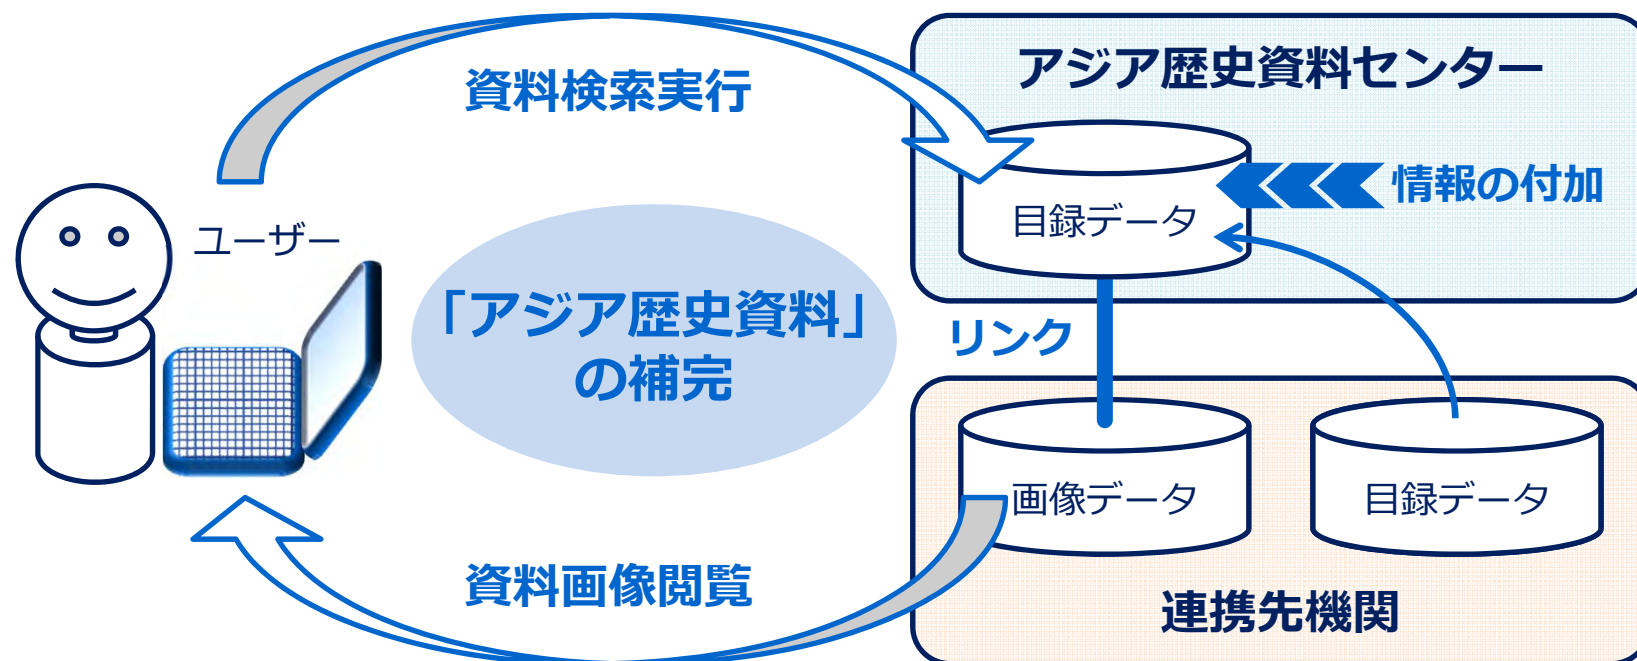 資料検索実行
アジア歴史資料センター
情報の付加
目録データ
ユーザー
「アジア歴史資料」
の補完
リンク
画像データ
目録データ
資料画像閲覧
連携先機関